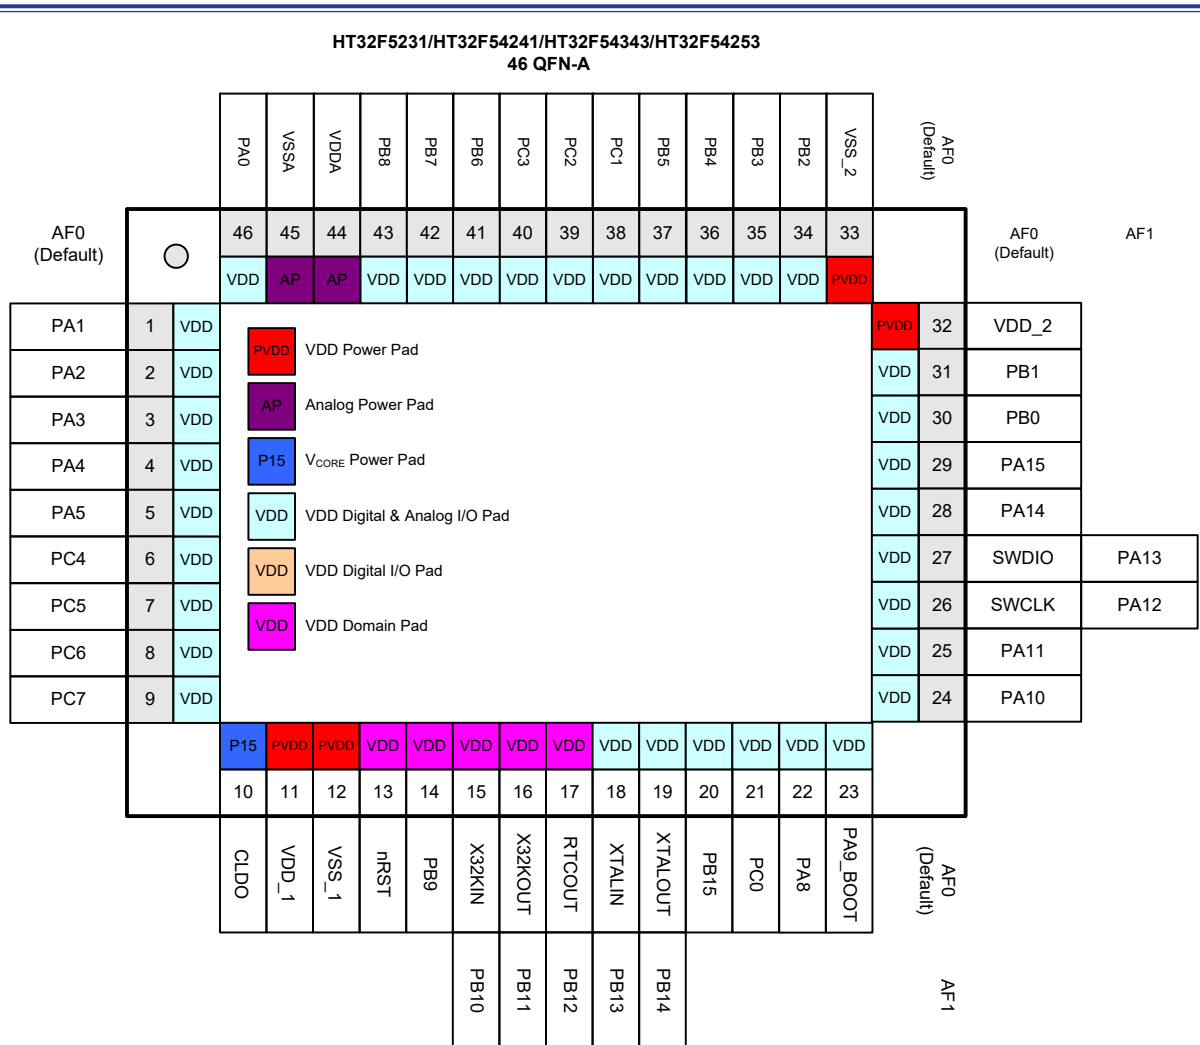 HT32F5231/HT32F54241/HT32F54343/HT32F54253
46 QFN-A
PA0 VSSA VDDA PB8 PB7 PB6 PC3 PC2 PC1 PB5 PB4 PB3 PB2 VSS_2
AF0
(Default)
AF0
(Default)
46 45 44 43 42 41 40 39 38 37 36 35 34 33
AF0
(Default)
AF1
VDD AP AP VDD VDD VDD VDD VDD VDD VDD VDD VDD VDD PVDD
PA1 1 VDD
PVDD 32 VDD_2
PA2 2 VDD
VDD 31 PB1
PA3 3 VDD
VDD 30 PB0
PA4 4 VDD
VDD 29 PA15
PA5 5 VDD
VDD 28 PA14
PC4 6 VDD
VDD 27 SWDIO PA13
PC5 7 VDD
VDD 26 SWCLK PA12
PC6 8 VDD
VDD 25 PA11
PC7 9 VDD
VDD 24 PA10
PVDD VDD Power Pad
AP Analog Power Pad
P15 VCORE Power Pad
VDD VDD Digital & Analog I/O Pad
VDD VDD Digital I/O Pad
VDD VDD Domain Pad
P15 PVDD PVDD VDD VDD VDD VDD VDD VDD VDD VDD VDD VDD VDD
10 11 12 13 14 15 16 17 18 19 20 21 22 23
CLDO VDD_1 VSS_1 nRST PB9 X32KIN X32KOUT RTCOUT XTALIN XTALOUT PB15 PC0 PA8 PA9_BOOT
AF0
(Default)
PB10 PB11 PB12 PB13 PB14
AF1